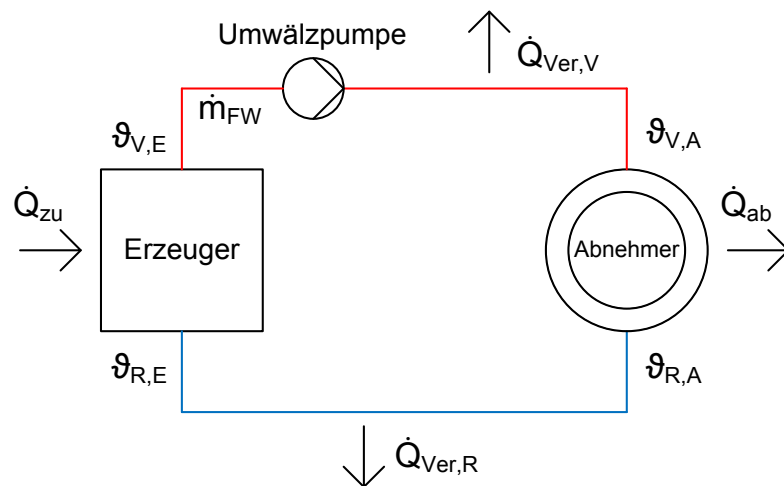 Umwälzpumpe
Q̇Ver,V
ṁFW
ϑV,E
ϑV,A
Q̇zu
Erzeuger
Abnehmer
Q̇ab
ϑR,E
ϑR,A
Q̇Ver,R